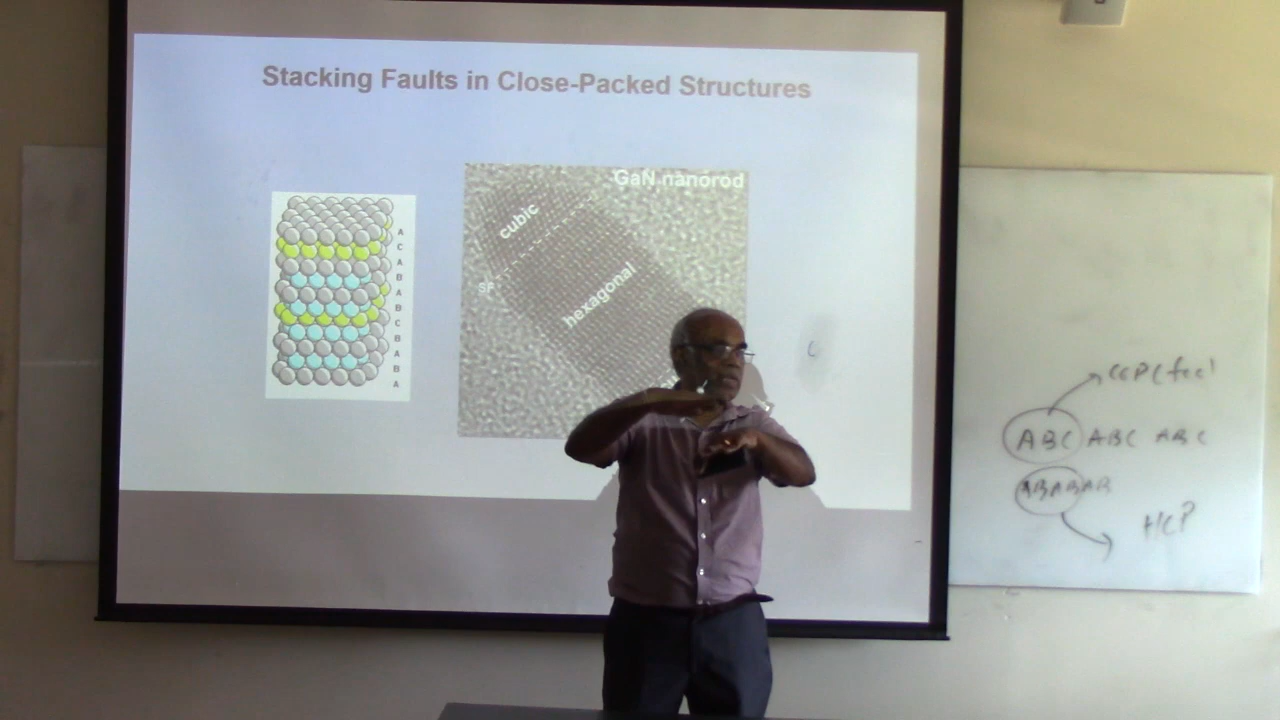 Stacking Faults in Close-Packed Structures
A
C
A
B
A
B
C
B
A
B
A
GaN nanorod
cubic
SF
hexagonal
CCP (fcc)
ABC ABC ABC
ABABAB
HCP